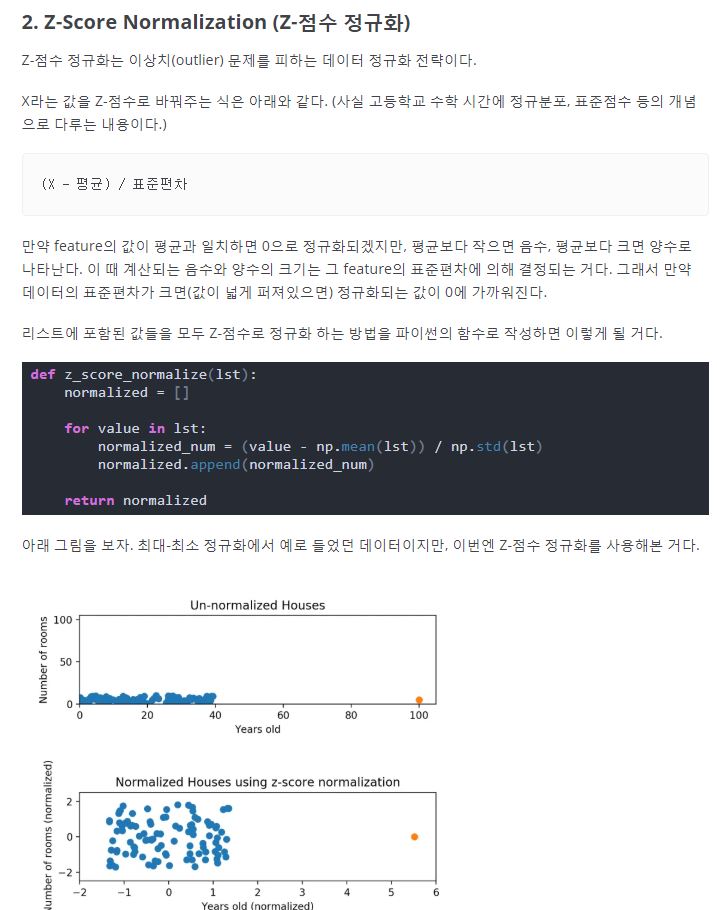 2. Z-Score Normalization (Z-점수 정규화)
Z-점수 정규화는 이상치(outlier) 문제를 피하는 데이터 정규화 전략이다.
X라는 값을 Z-점수로 바꿔주는 식은 아래와 같다. (사실 고등학교 수학 시간에 정규분포, 표준점수 등의 개념
으로 다루는 내용이다.)
(X - 평균) / 표준편차
만약 feature의 값이 평균과 일치하면 0으로 정규화되겠지만, 평균보다 작으면 음수, 평균보다 크면 양수로
나타난다. 이 때 계산되는 음수와 양수의 크기는 그 feature의 표준편차에 의해 결정되는 거다. 그래서 만약
데이터의 표준편차가 크면(값이 넓게 퍼져있으면) 정규화되는 값이 0에 가까워진다.
리스트에 포함된 값들을 모두 Z-점수로 정규화 하는 방법을 파이썬의 함수로 작성하면 이렇게 될 거다.
def z_score_normalize(lst):
    normalized = []
    for value in lst:
        normalized_num = (value - np.mean(lst)) / np.std(lst)
        normalized.append(normalized_num)
    return normalized
아래 그림을 보자. 최대-최소 정규화에서 예로 들었던 데이터이지만, 이번엔 Z-점수 정규화를 사용해본 거다.
Un-normalized Houses
Number of rooms
100
50
0
0 20 40 60 80 100
Years old
Normalized Houses using z-score normalization
Number of rooms (normalized)
2
0
−2
−2 −1 0 1 2 3 4 5 6
Years old (normalized)